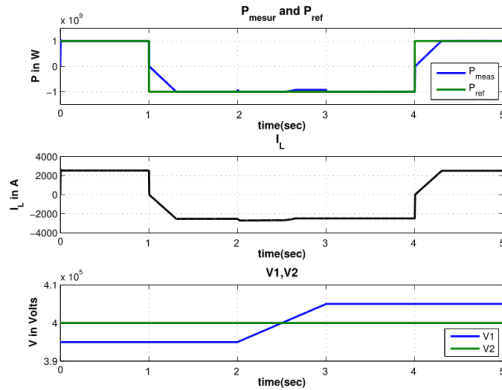 P_mesur and P_ref
x 10^9
P in W
1
0
−1
P_meas
P_ref
0 1 2 3 4 5
time(sec)
I_L
I_L in A
4000
2000
0
−2000
−4000
0 1 2 3 4 5
time(sec)
V1,V2
x 10^5
V in Volts
4.1
4
3.9
V1
V2
0 1 2 3 4 5
time(sec)